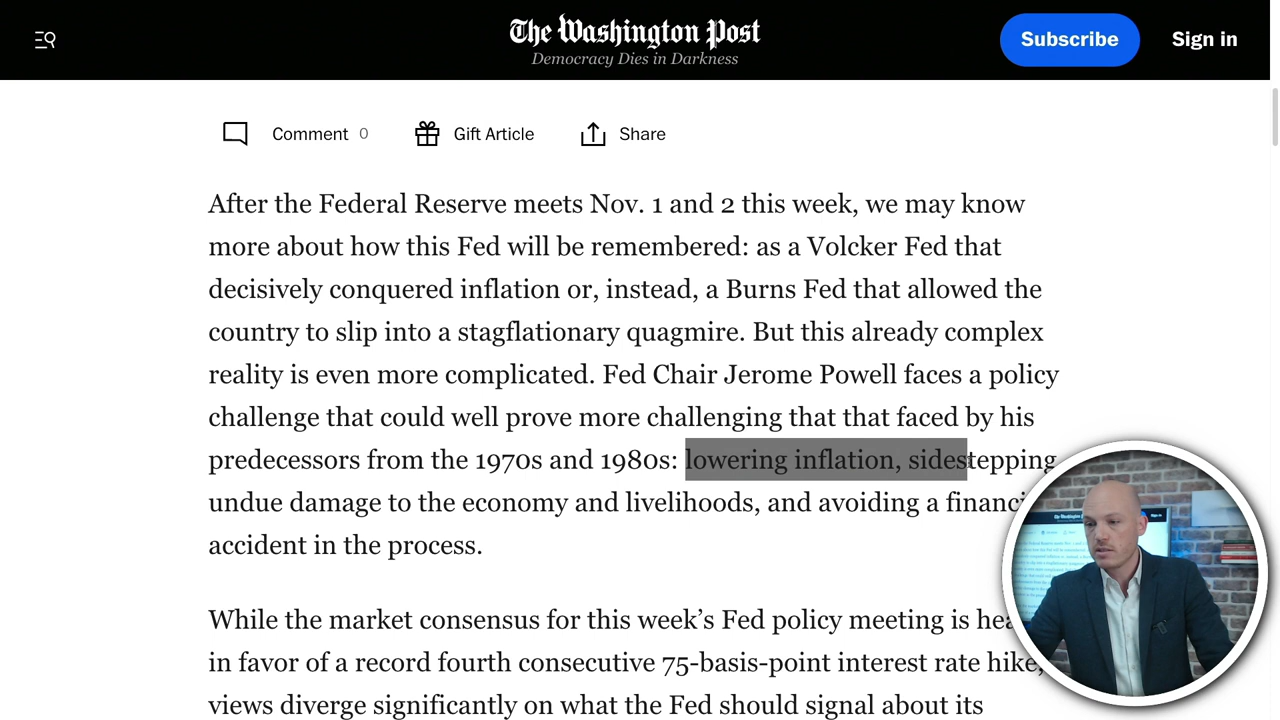 The Washington Post
Democracy Dies in Darkness
Subscribe
Sign in
Comment 0
Gift Article
Share
After the Federal Reserve meets Nov. 1 and 2 this week, we may know
more about how this Fed will be remembered: as a Volcker Fed that
decisively conquered inflation or, instead, a Burns Fed that allowed the
country to slip into a stagflationary quagmire. But this already complex
reality is even more complicated. Fed Chair Jerome Powell faces a policy
challenge that could well prove more challenging that that faced by his
predecessors from the 1970s and 1980s: lowering inflation, sidestepping
undue damage to the economy and livelihoods, and avoiding a
accident in the process.
While the market consensus for this week's Fed policy meeting is
in favor of a record fourth consecutive 75-basis-point interest rate hike,
views diverge significantly on what the Fed should signal about its